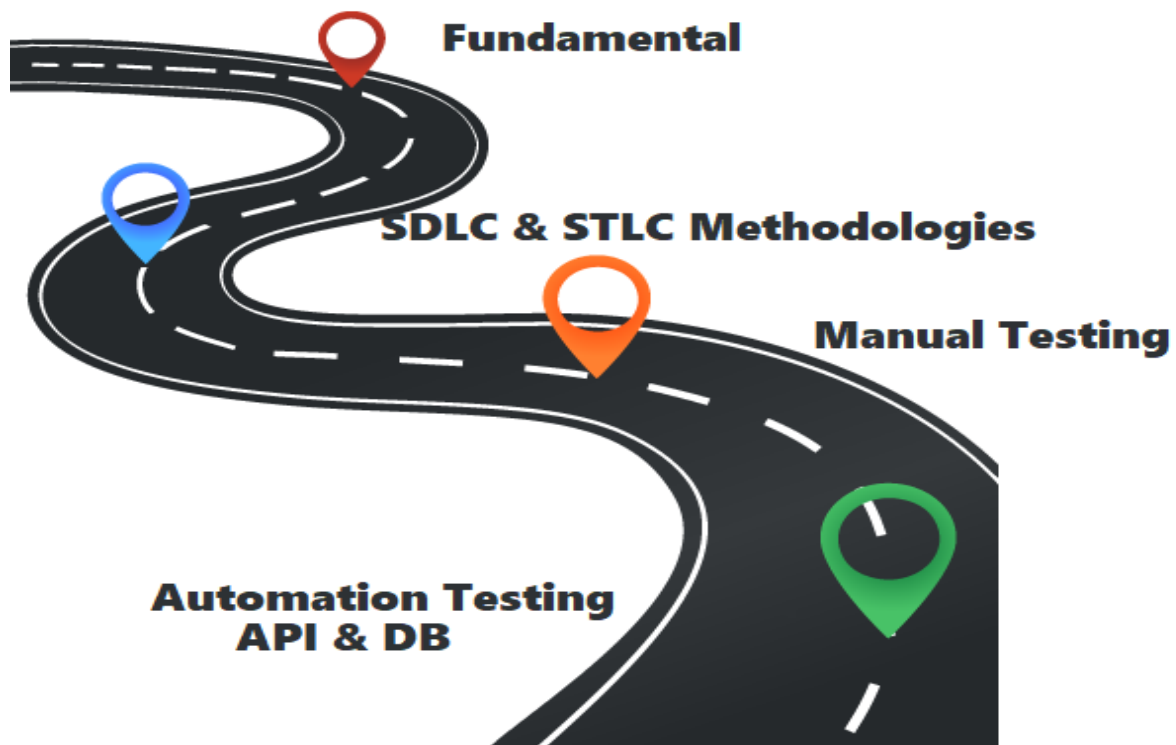 Fundamental
SDLC & STLC Methodologies
Manual Testing
Automation Testing
API & DB